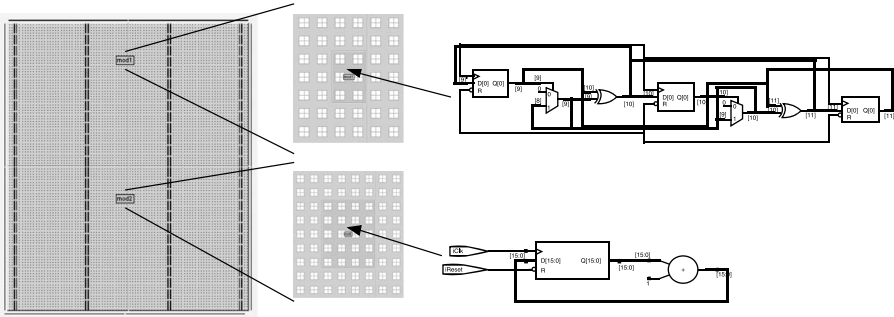 mod1
D[0] Q[0]
R
[9]
[9]
0
1
[8]
[9]
[10]
[10]
[10]
D[0] Q[0]
R
[10]
[10]
0
1
[9]
[10]
[11]
[10]
[11]
[11]
D[0] Q[0]
R
[11]
mod2
iClk
iReset
[15:0]
D[15:0] Q[15:0]
R
[15:0]
[15:0]
1
+
[15:0]